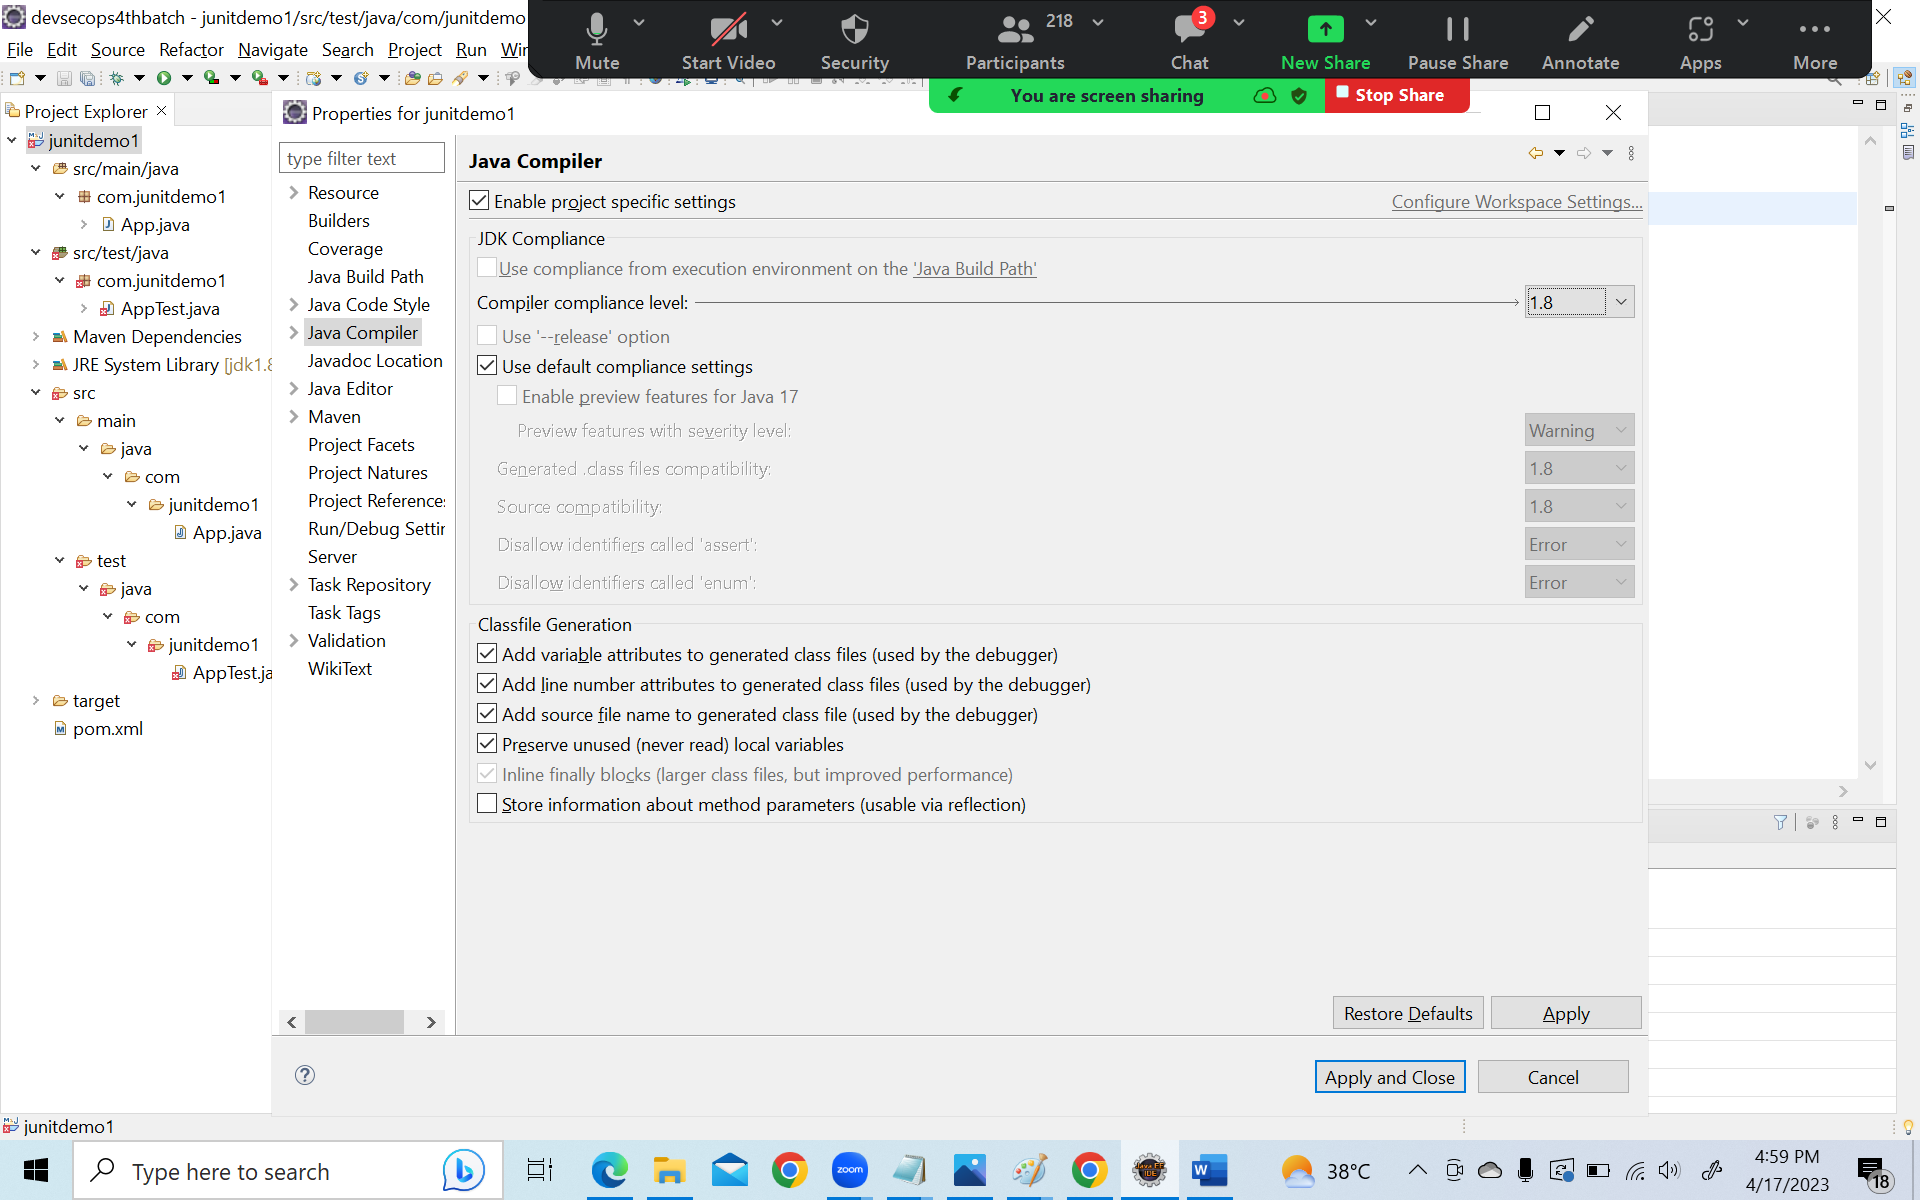 devsecops4thbatch - junitdemo1/src/test/java/com/junitdemo
File Edit Source Refactor Navigate Search Project Run
Mute
Start Video
Security
218
Participants
3
Chat
New Share
Pause Share
Annotate
Apps
More
You are screen sharing
Stop Share
Project Explorer
junitdemo1
src/main/java
com.junitdemo1
App.java
src/test/java
com.junitdemo1
AppTest.java
Maven Dependencies
JRE System Library [jdk1.8
src
main
java
com
junitdemo1
App.java
test
java
com
junitdemo1
AppTest.ja
target
pom.xml
Properties for junitdemo1
type filter text
Resource
Builders
Coverage
Java Build Path
Java Code Style
Java Compiler
Javadoc Location
Java Editor
Maven
Project Facets
Project Natures
Project References
Run/Debug Settin
Server
Task Repository
Task Tags
Validation
WikiText
Java Compiler
Enable project specific settings
Configure Workspace Settings...
JDK Compliance
Use compliance from execution environment on the 'Java Build Path'
Compiler compliance level:
1.8
Use '--release' option
Use default compliance settings
Enable preview features for Java 17
Preview features with severity level:
Warning
Generated .class files compatibility:
1.8
Source compatibility:
1.8
Disallow identifiers called 'assert':
Error
Disallow identifiers called 'enum':
Error
Classfile Generation
Add variable attributes to generated class files (used by the debugger)
Add line number attributes to generated class files (used by the debugger)
Add source file name to generated class file (used by the debugger)
Preserve unused (never read) local variables
Inline finally blocks (larger class files, but improved performance)
Store information about method parameters (usable via reflection)
Restore Defaults
Apply
Apply and Close
Cancel
junitdemo1
Type here to search
zoom
38°C
4:59 PM
4/17/2023
18